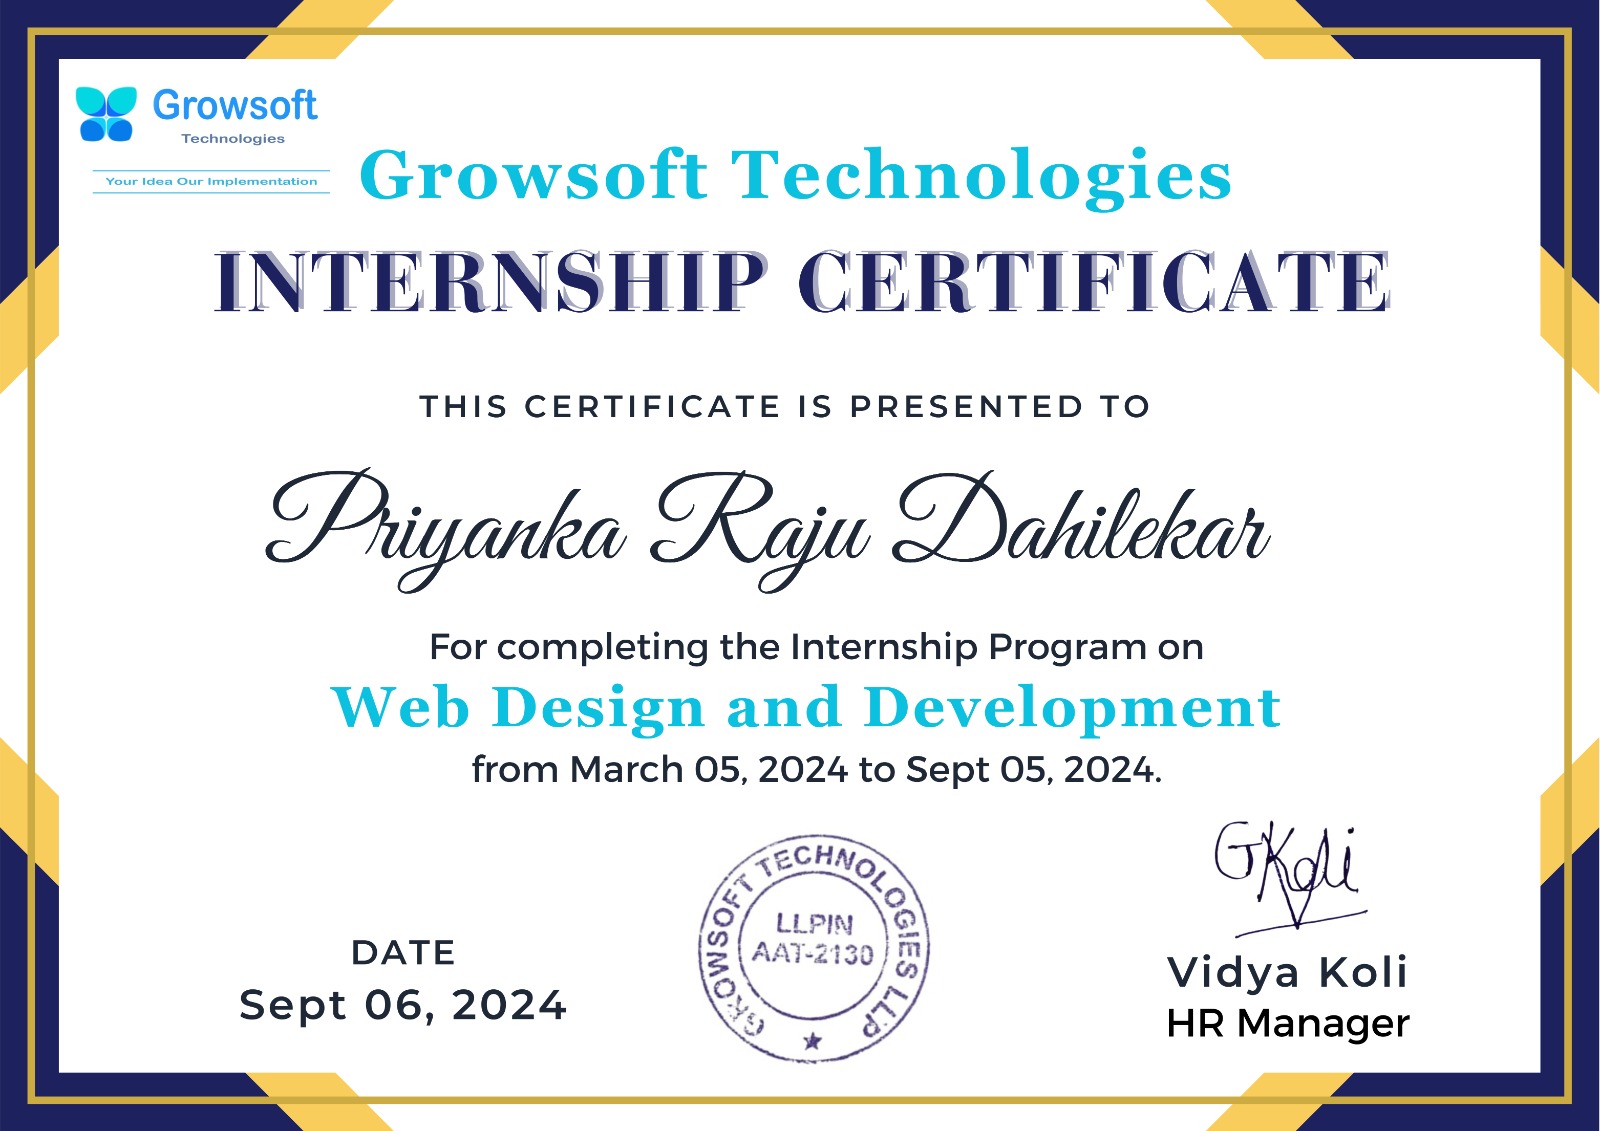 Growsoft
Technologies
Your Idea Our Implementation
Growsoft Technologies
INTERNSHIP CERTIFICATE
THIS CERTIFICATE IS PRESENTED TO
Priyanka Raju Dahilekar
For completing the Internship Program on
Web Design and Development
from March 05, 2024 to Sept 05, 2024.
DATE
Sept 06, 2024
GROWSOFT TECHNOLOGIES LLP
LLPIN
AAT-2130
GKoli
Vidya Koli
HR Manager